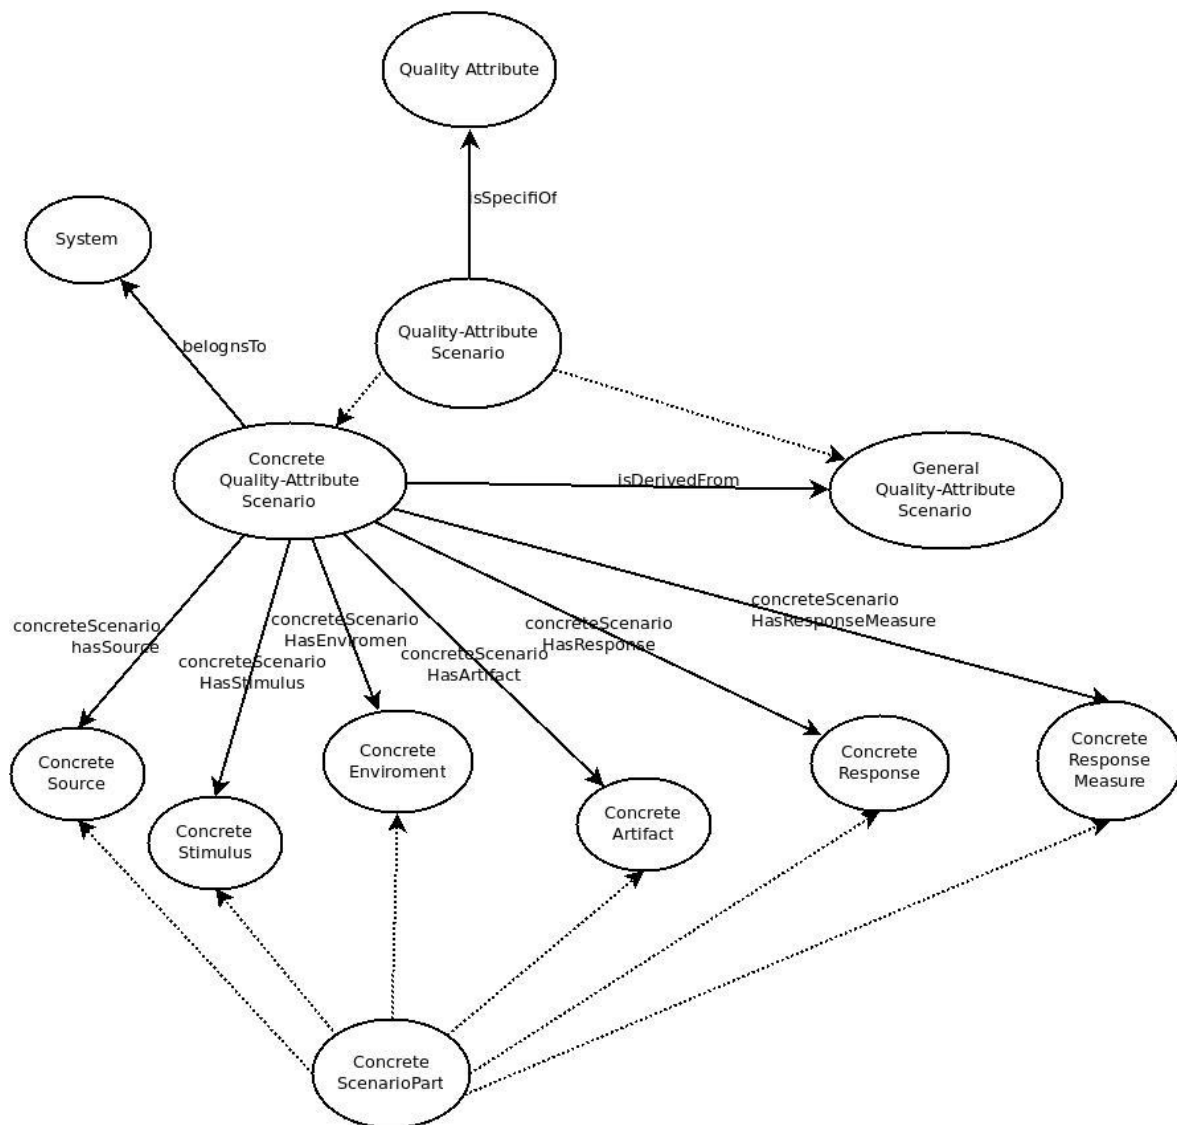 Quality Attribute
isSpecifiOf
System
Quality-Attribute
Scenario
belognsTo
Concrete
Quality-Attribute
Scenario
isDerivedFrom
General
Quality-Attribute
Scenario
concreteScenario
hasSource
concreteScenario
HasStimulus
concreteScenario
HasEnviromen
concreteScenario
HasArtifact
concreteScenario
HasResponse
concreteScenario
HasResponseMeasure
Concrete
Source
Concrete
Stimulus
Concrete
Enviroment
Concrete
Artifact
Concrete
Response
Concrete
Response
Measure
Concrete
ScenarioPart